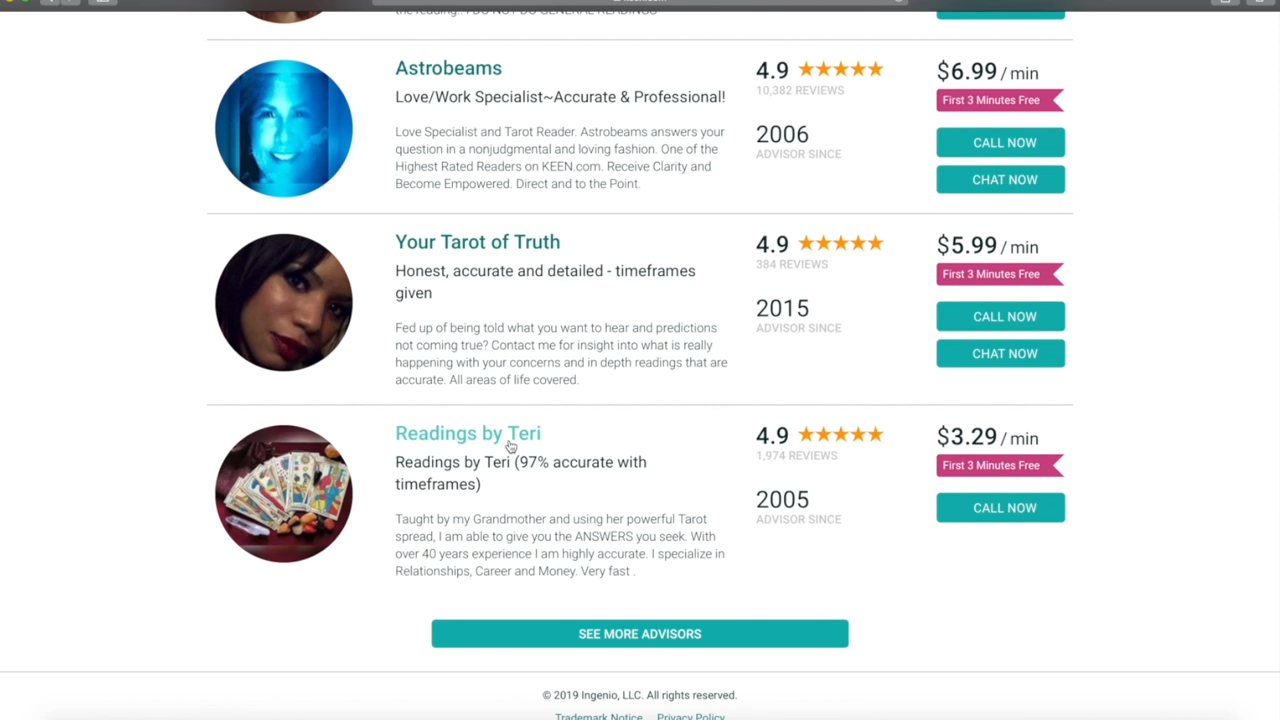 the reading.. I DO NOT DO GENERAL READINGS
Astrobeams
Love/Work Specialist~Accurate & Professional!
Love Specialist and Tarot Reader. Astrobeams answers your
question in a nonjudgmental and loving fashion. One of the
Highest Rated Readers on KEEN.com. Receive Clarity and
Become Empowered. Direct and to the Point.
4.9
10,382 REVIEWS
2006
ADVISOR SINCE
$6.99 / min
First 3 Minutes Free
CALL NOW
CHAT NOW
Your Tarot of Truth
Honest, accurate and detailed - timeframes
given
Fed up of being told what you want to hear and predictions
not coming true? Contact me for insight into what is really
happening with your concerns and in depth readings that are
accurate. All areas of life covered.
4.9
384 REVIEWS
2015
ADVISOR SINCE
$5.99 / min
First 3 Minutes Free
CALL NOW
CHAT NOW
Readings by Teri
Readings by Teri (97% accurate with
timeframes)
Taught by my Grandmother and using her powerful Tarot
spread, I am able to give you the ANSWERS you seek. With
over 40 years experience I am highly accurate. I specialize in
Relationships, Career and Money. Very fast .
4.9
1,974 REVIEWS
2005
ADVISOR SINCE
$3.29 / min
First 3 Minutes Free
CALL NOW
SEE MORE ADVISORS
© 2019 Ingenio, LLC. All rights reserved.
Trademark Notice Privacy Policy